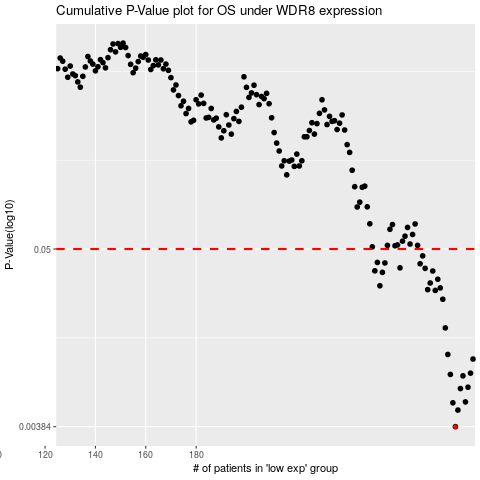 Cumulative P-Value plot for OS under WDR8 expression
P-Value(log10)
0.05
0.00384
0 120 140 160 180
# of patients in 'low exp' group